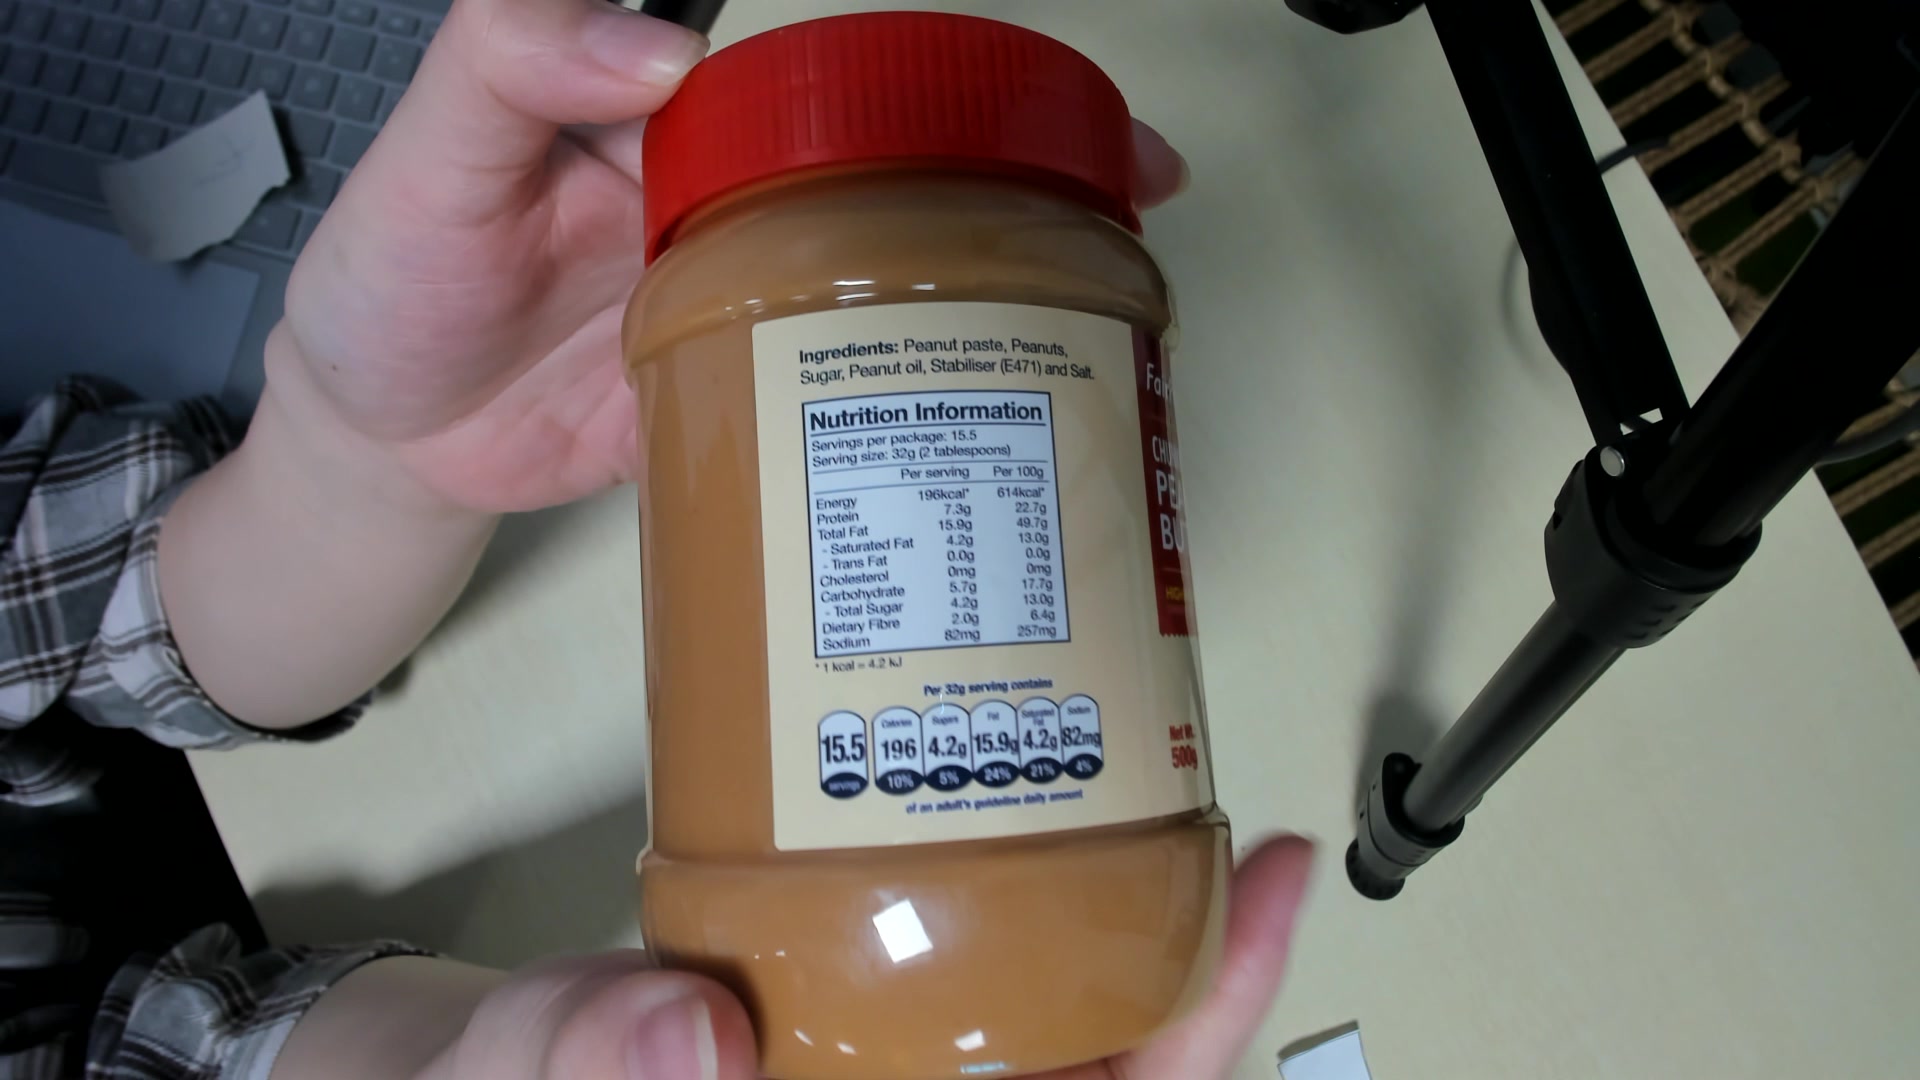 Ingredients: Peanut paste, Peanuts,
Sugar, Peanut oil, Stabiliser (E471) and Salt.
Nutrition Information
Servings per package: 15.5
Serving size: 32g (2 tablespoons)
Per serving Per 100g
Energy 196kcal* 614kcal*
Protein 7.3g 22.7g
Total Fat 15.9g 49.7g
- Saturated Fat 4.2g 13.0g
- Trans Fat 0.0g 0.0g
Cholesterol 0mg 0mg
Carbohydrate 5.7g 17.7g
- Total Sugar 4.2g 13.0g
Dietary Fibre 2.0g 6.4g
Sodium 82mg 257mg
* 1 kcal = 4.2 kJ
Per 32g serving contains
Calories Sugars Fat Saturated Fat Sodium
15.5 196 4.2g 15.9g 4.2g 82mg
servings 10% 5% 24% 21% 4%
of an adult's guideline daily amount
Net Wt.
500g